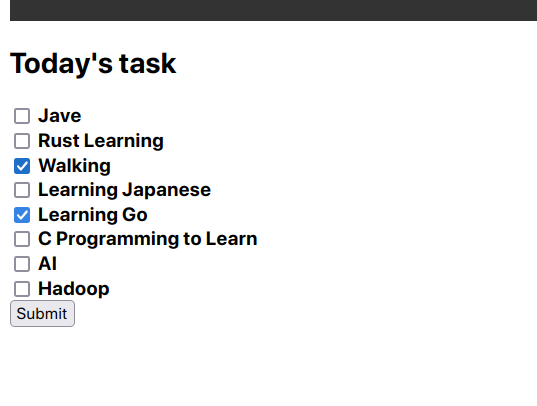 Today's task
Jave
Rust Learning
Walking
Learning Japanese
Learning Go
C Programming to Learn
AI
Hadoop
Submit